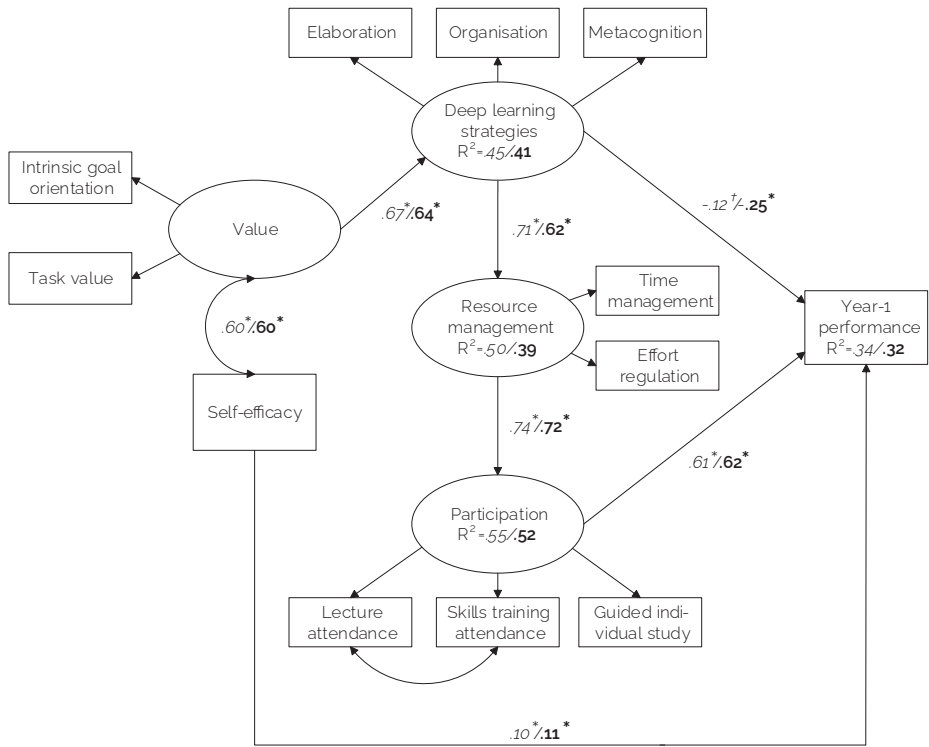 Elaboration
Organisation
Metacognition
Deep learning
strategies
R²=.45/.41
Intrinsic goal
orientation
Value
Task value
.67*/.64*
-.12†/-.25*
.71*/.62*
.60*/.60*
Time
management
Resource
management
R²=.50/.39
Effort
regulation
Year-1
performance
R²=.34/.32
Self-efficacy
.74*/.72*
.61*/.62*
Participation
R²=.55/.52
Lecture
attendance
Skills training
attendance
Guided indi-
vidual study
.10*/.11*